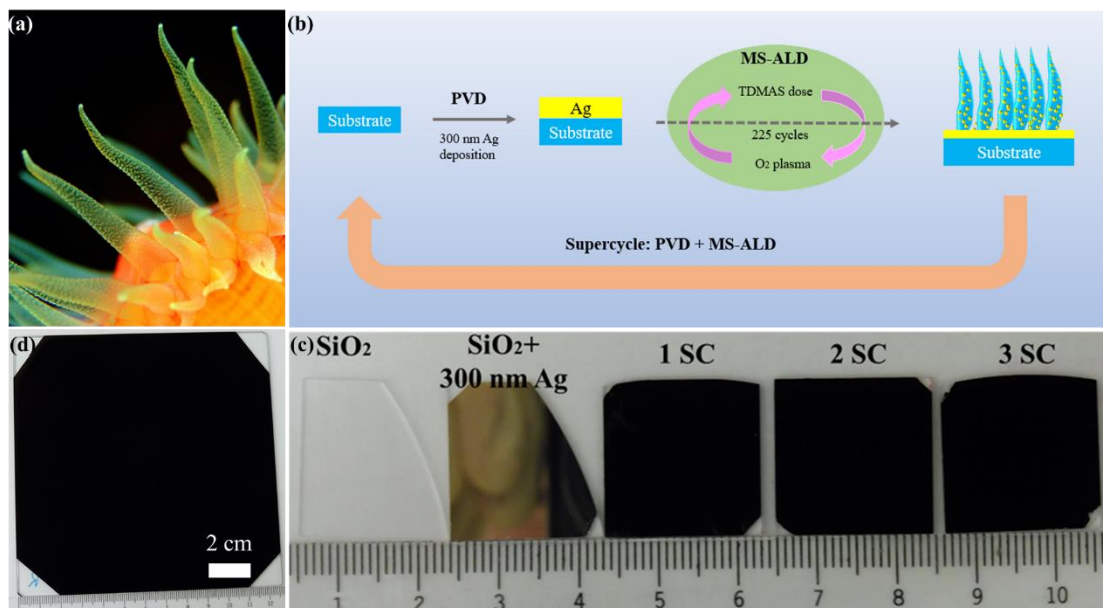 (a)
(b)
PVD
Substrate
300 nm Ag
deposition
Ag
Substrate
MS-ALD
TDMAS dose
225 cycles
O₂ plasma
Substrate
Supercycle: PVD + MS-ALD
(d)
2 cm
(c)
SiO₂
SiO₂+
300 nm Ag
1 SC
2 SC
3 SC
1 2 3 4 5 6 7 8 9 10